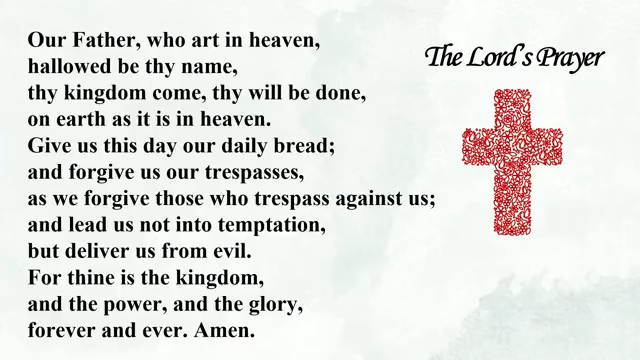 The Lord's Prayer
Our Father, who art in heaven,
hallowed be thy name,
thy kingdom come, thy will be done,
on earth as it is in heaven.
Give us this day our daily bread;
and forgive us our trespasses,
as we forgive those who trespass against us;
and lead us not into temptation,
but deliver us from evil.
For thine is the kingdom,
and the power, and the glory,
forever and ever. Amen.